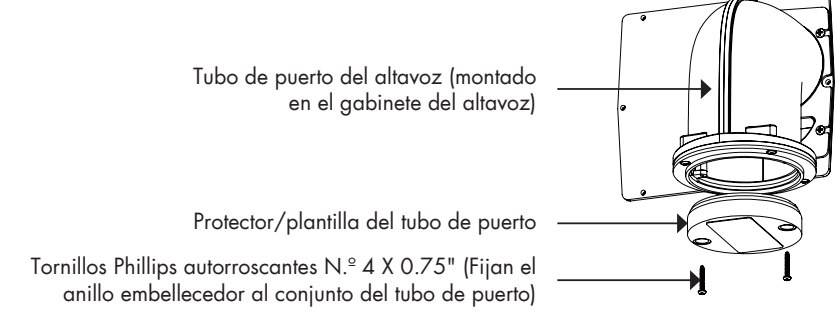 Tubo de puerto del altavoz (montado
en el gabinete del altavoz)
Protector/plantilla del tubo de puerto
Tornillos Phillips autorroscantes N.º 4 X 0.75" (Fijan el
anillo embellecedor al conjunto del tubo de puerto)